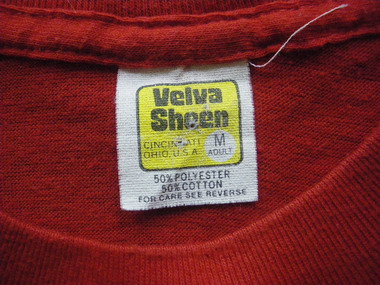 Velva
Sheen
CINCINNATI
OHIO, U.S.A.
M
ADULT
50% POLYESTER
50% COTTON
FOR CARE SEE REVERSE